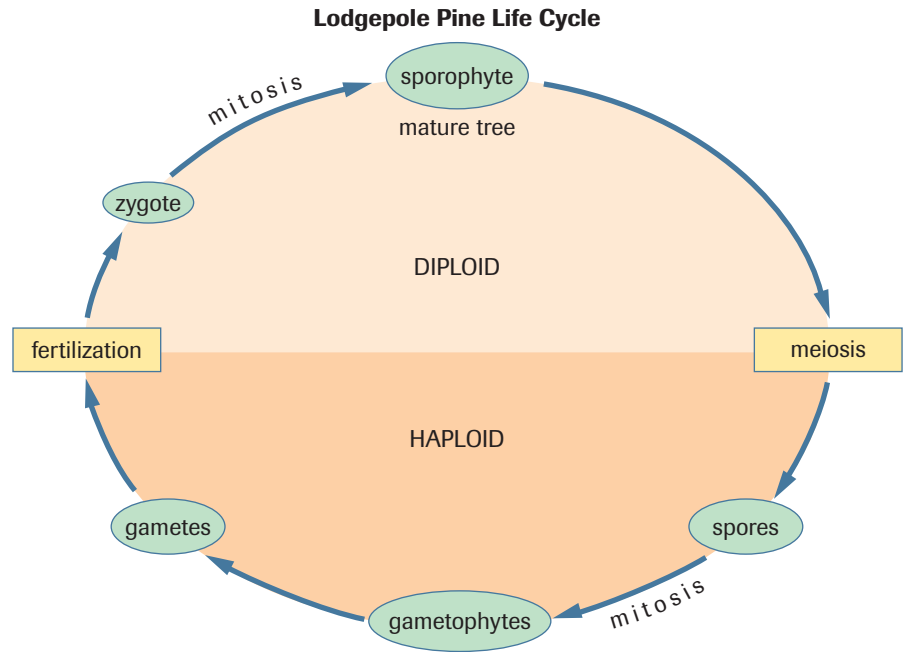 Lodgepole Pine Life Cycle
sporophyte
mitosis
mature tree
zygote
DIPLOID
fertilization
meiosis
HAPLOID
gametes
spores
mitosis
gametophytes